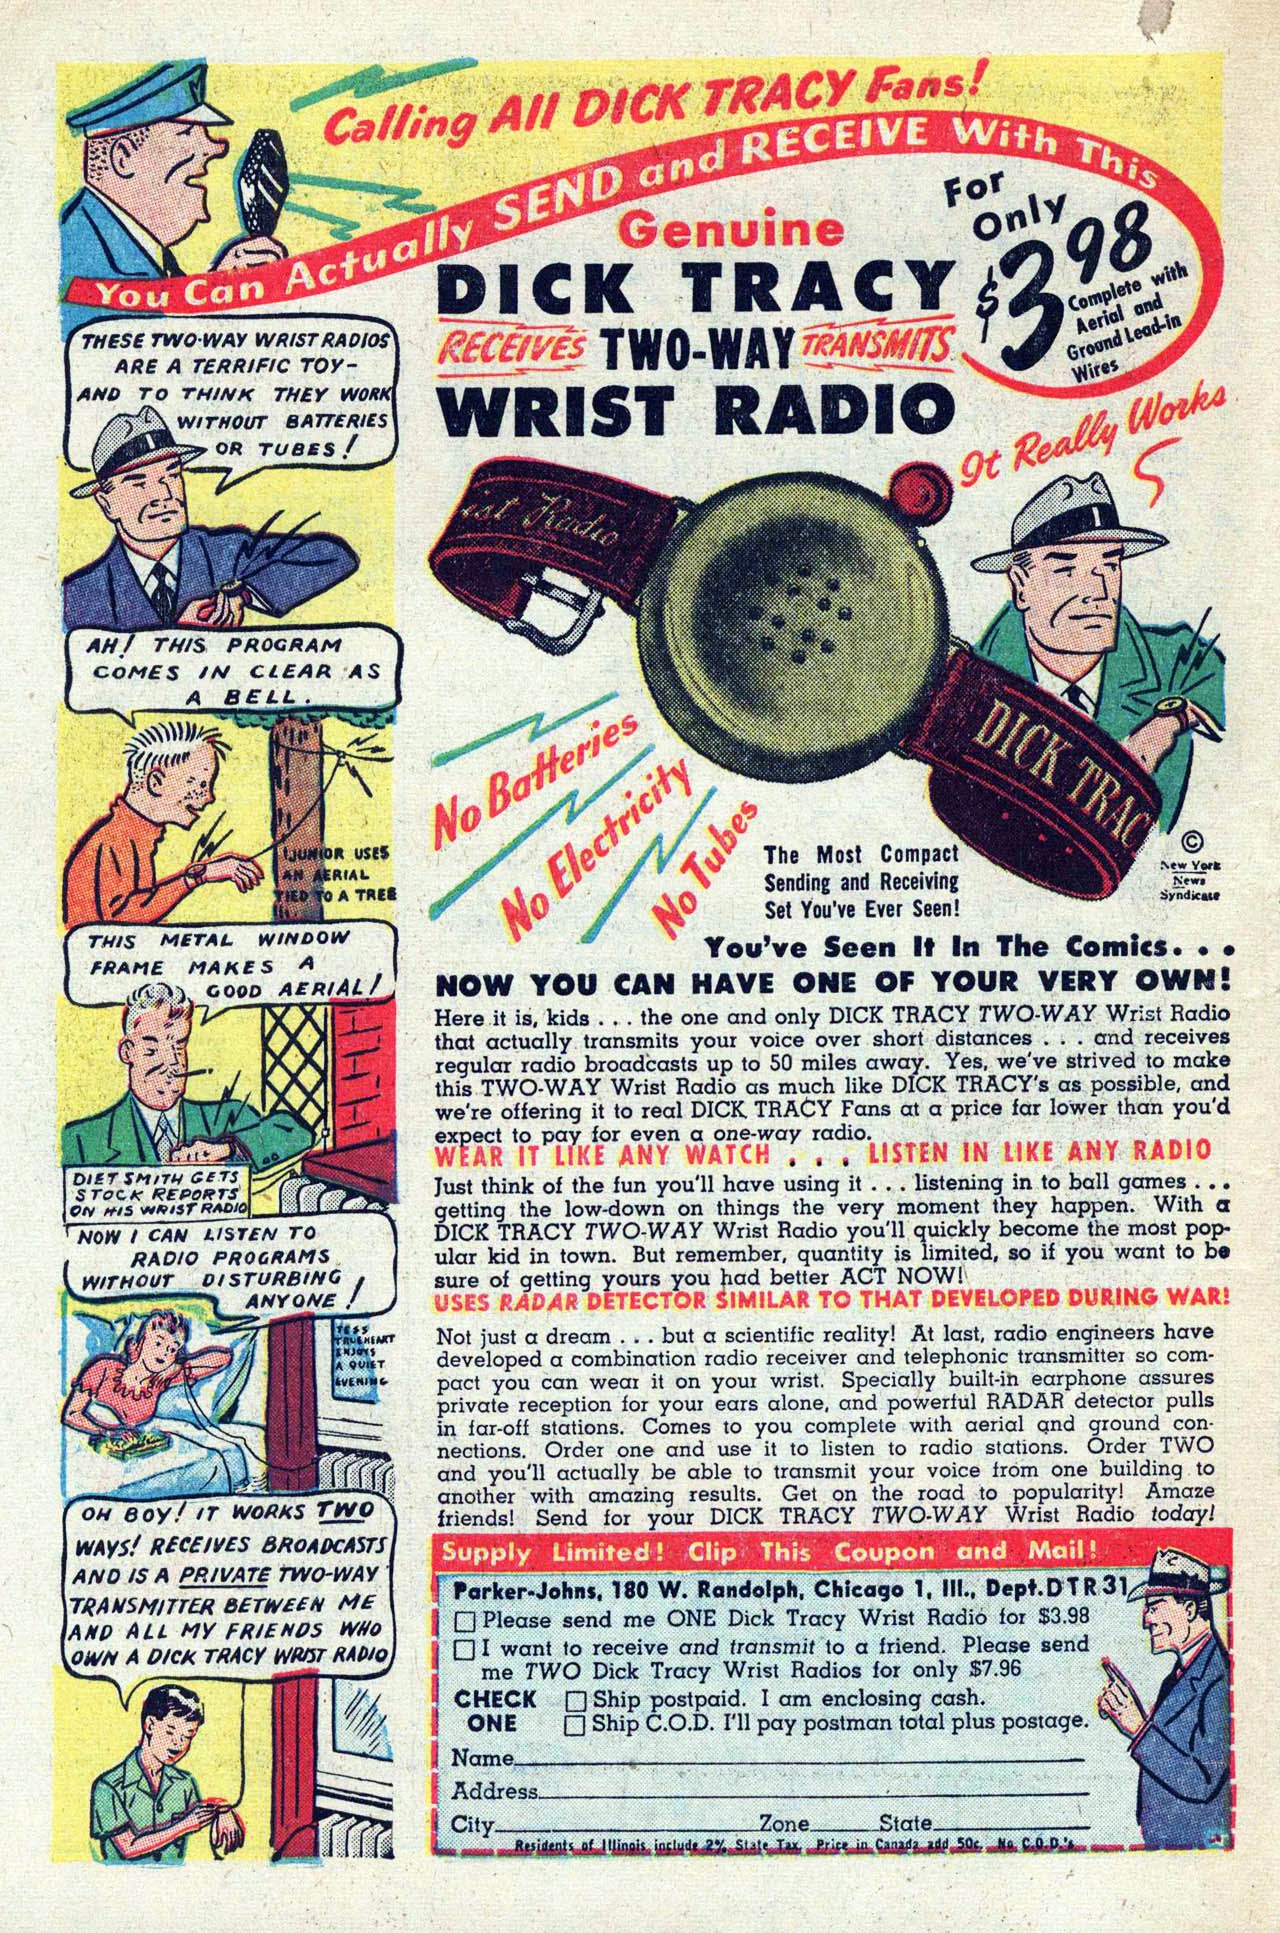 Calling All DICK TRACY Fans!
You Can Actually SEND and RECEIVE With This
Genuine
DICK TRACY
RECEIVES TWO-WAY TRANSMITS
WRIST RADIO
For
Only
$3.98
Complete with
Aerial and
Ground Lead-in
Wires
It Really Works
THESE TWO-WAY WRIST RADIOS
ARE A TERRIFIC TOY-
AND TO THINK THEY WORK
WITHOUT BATTERIES
OR TUBES!
AH! THIS PROGRAM
COMES IN CLEAR AS
A BELL.
JUNIOR USES
AN AERIAL
TIED TO A TREE
THIS METAL WINDOW
FRAME MAKES A
GOOD AERIAL!
DIET SMITH GETS
STOCK REPORTS
ON HIS WRIST RADIO
NOW I CAN LISTEN TO
RADIO PROGRAMS
WITHOUT DISTURBING
ANYONE!
TESS
TRUEHEART
ENJOYS
A QUIET
EVENING
OH BOY! IT WORKS TWO
WAYS! RECEIVES BROADCASTS
AND IS A PRIVATE TWO-WAY
TRANSMITTER BETWEEN ME
AND ALL MY FRIENDS WHO
OWN A DICK TRACY WRIST RADIO
ist Radio
DICK TRAC
No Batteries
No Electricity
No Tubes
The Most Compact
Sending and Receiving
Set You've Ever Seen!
©
New York
News
Syndicate
You've Seen It In The Comics. . .
NOW YOU CAN HAVE ONE OF YOUR VERY OWN!
Here it is, kids . . . the one and only DICK TRACY TWO-WAY Wrist Radio
that actually transmits your voice over short distances . . . and receives
regular radio broadcasts up to 50 miles away. Yes, we've strived to make
this TWO-WAY Wrist Radio as much like DICK TRACY's as possible, and
we're offering it to real DICK TRACY Fans at a price far lower than you'd
expect to pay for even a one-way radio.
WEAR IT LIKE ANY WATCH . . . LISTEN IN LIKE ANY RADIO
Just think of the fun you'll have using it . . . listening in to ball games . . .
getting the low-down on things the very moment they happen. With a
DICK TRACY TWO-WAY Wrist Radio you'll quickly become the most pop-
ular kid in town. But remember, quantity is limited, so if you want to be
sure of getting yours you had better ACT NOW!
USES RADAR DETECTOR SIMILAR TO THAT DEVELOPED DURING WAR!
Not just a dream . . . but a scientific reality! At last, radio engineers have
developed a combination radio receiver and telephonic transmitter so com-
pact you can wear it on your wrist. Specially built-in earphone assures
private reception for your ears alone, and powerful RADAR detector pulls
in far-off stations. Comes to you complete with aerial and ground con-
nections. Order one and use it to listen to radio stations. Order TWO
and you'll actually be able to transmit your voice from one building to
another with amazing results. Get on the road to popularity! Amaze
friends! Send for your DICK TRACY TWO-WAY Wrist Radio today!
Supply Limited! Clip This Coupon and Mail!
Parker-Johns, 180 W. Randolph, Chicago 1, Ill., Dept.DTR31
Please send me ONE Dick Tracy Wrist Radio for $3.98
I want to receive and transmit to a friend. Please send
me TWO Dick Tracy Wrist Radios for only $7.96
CHECK Ship postpaid. I am enclosing cash.
ONE Ship C.O.D. I'll pay postman total plus postage.
Name
Address
City Zone State
Residents of Illinois include 2% State Tax. Price in Canada add 50c. No C.O.D.'s